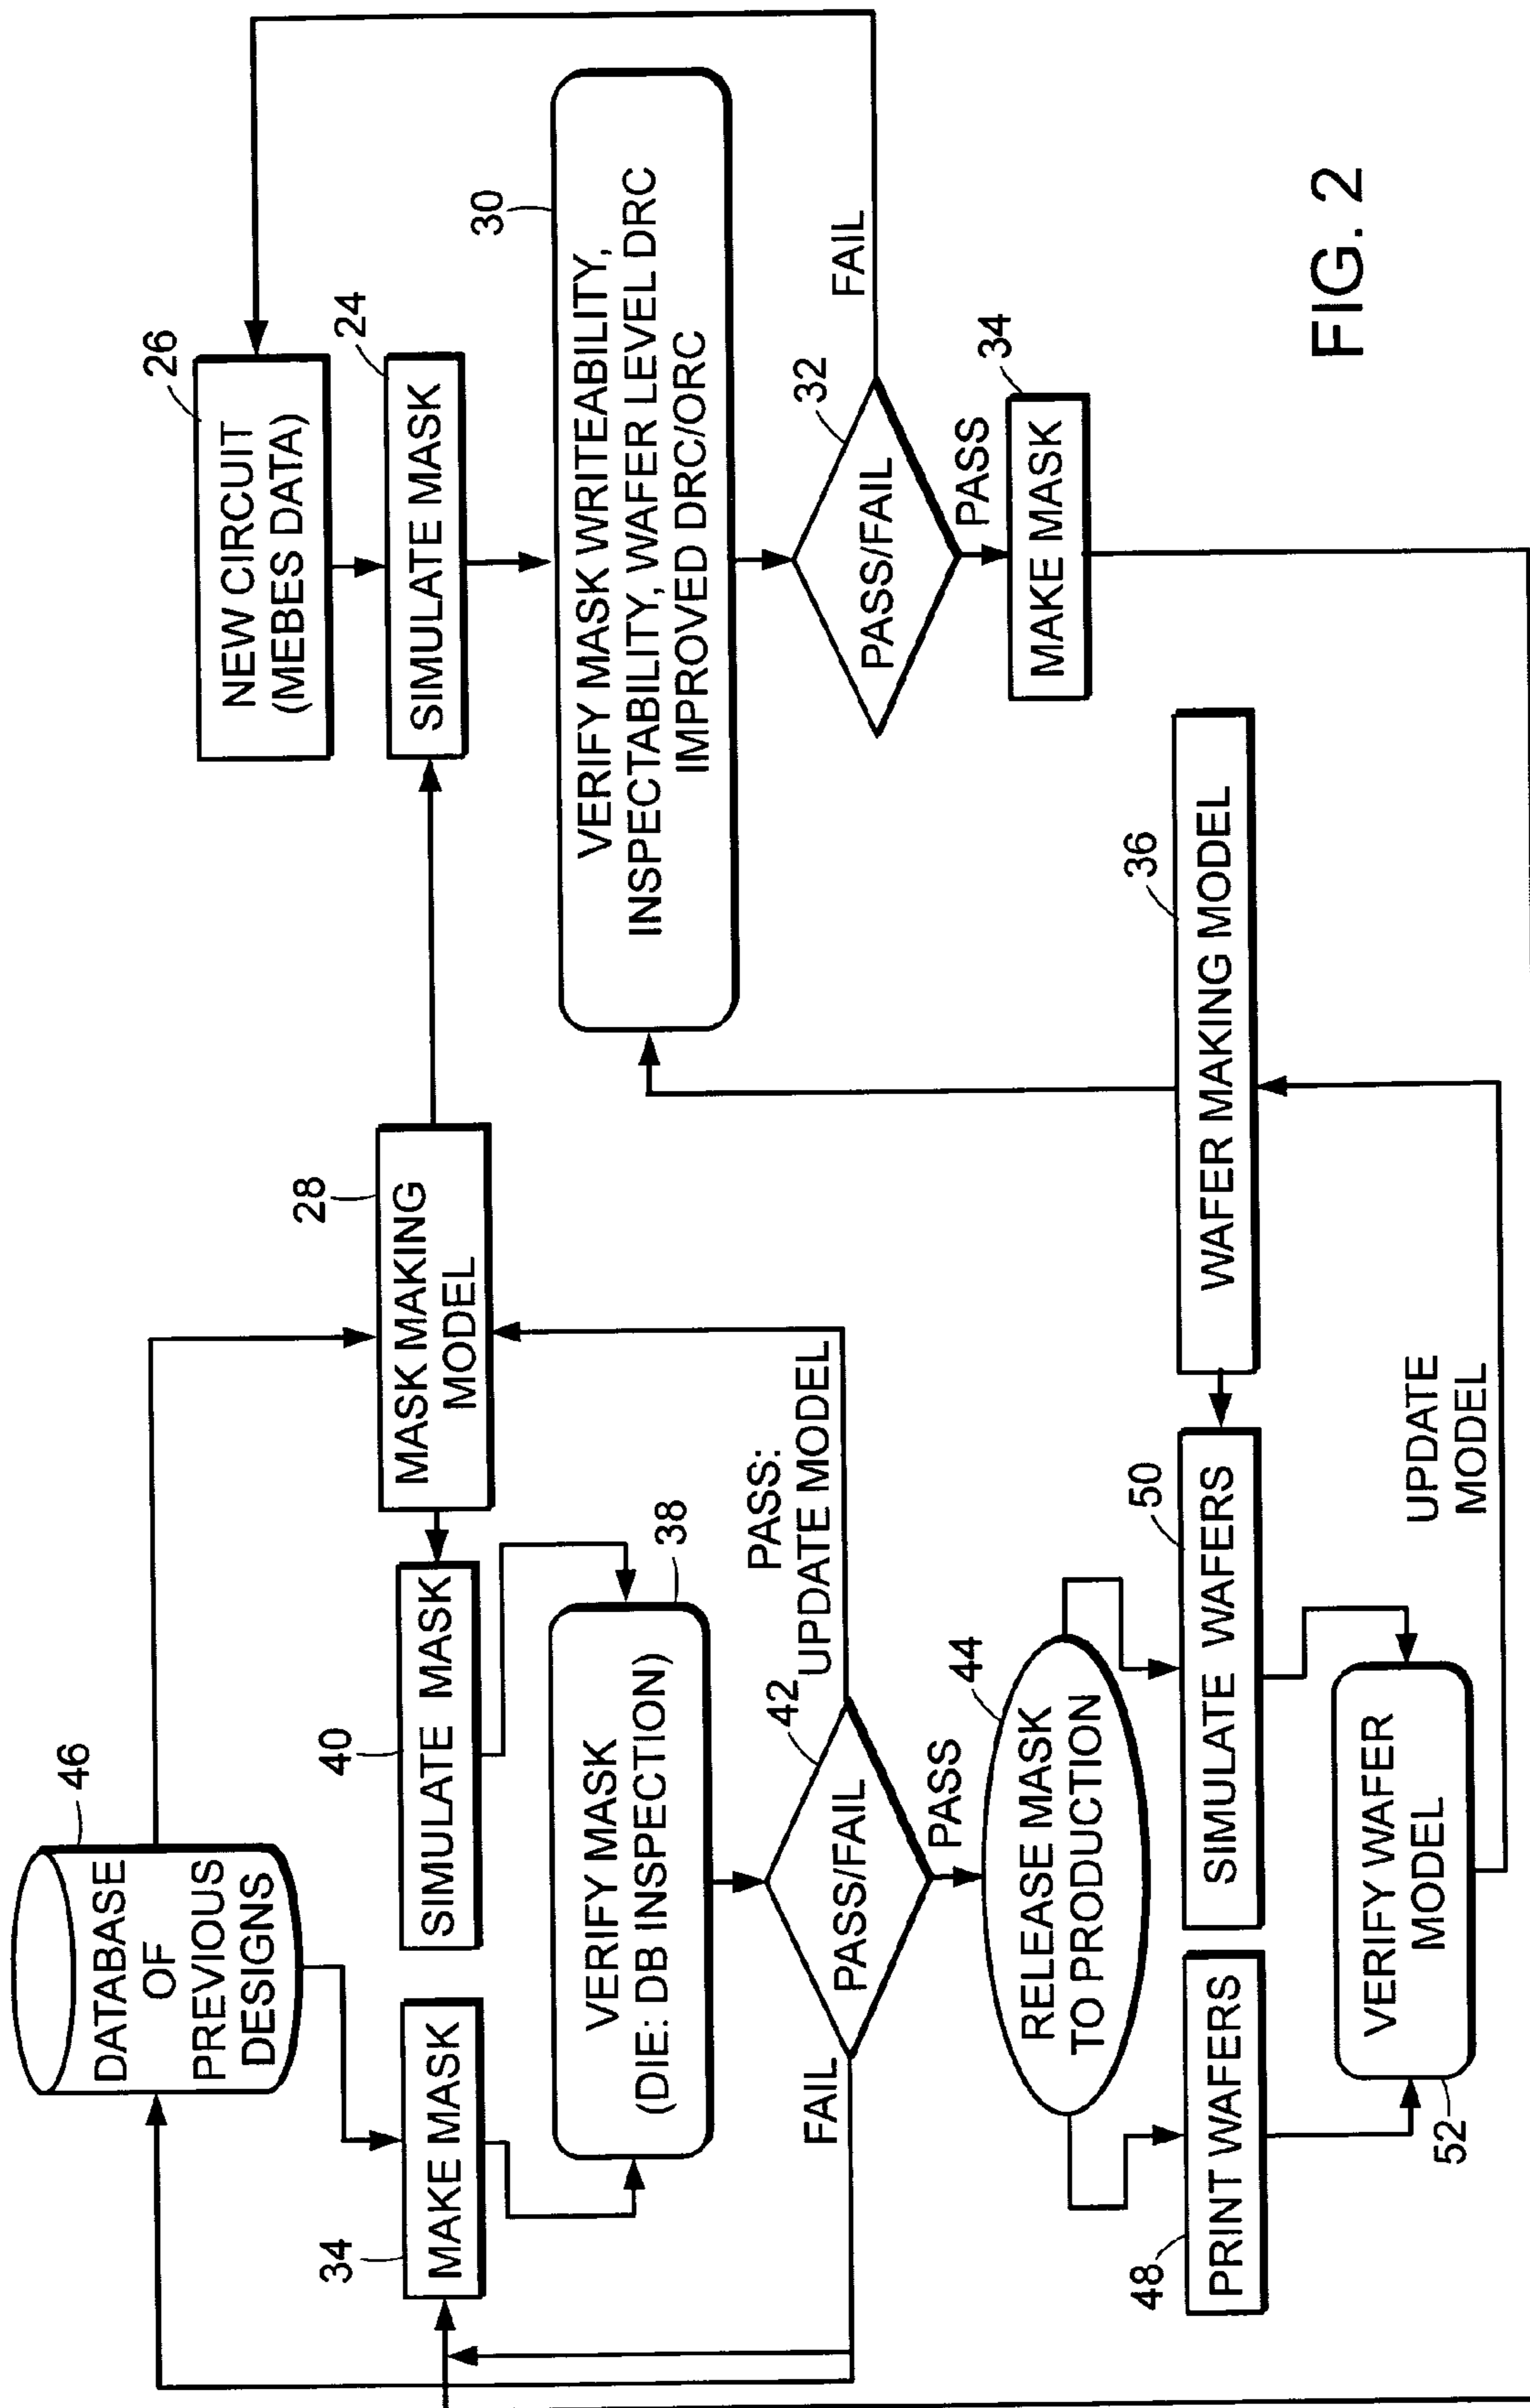 46
DATABASE
OF
PREVIOUS
DESIGNS
34
MAKE MASK
40
SIMULATE MASK
28
MASK MAKING
MODEL
38
VERIFY MASK
(DIE: DB INSPECTION)
42
PASS/FAIL
FAIL
PASS
PASS:
UPDATE MODEL
44
RELEASE MASK
TO PRODUCTION
48
PRINT WAFERS
50
SIMULATE WAFERS
52
VERIFY WAFER
MODEL
UPDATE
MODEL
36
WAFER MAKING MODEL
26
NEW CIRCUIT
(MEBES DATA)
24
SIMULATE MASK
30
VERIFY MASK WRITEABILITY,
INSPECTABILITY, WAFER LEVEL DRC
IMPROVED DRC/ORC
32
PASS/FAIL
FAIL
PASS
34
MAKE MASK
FIG. 2